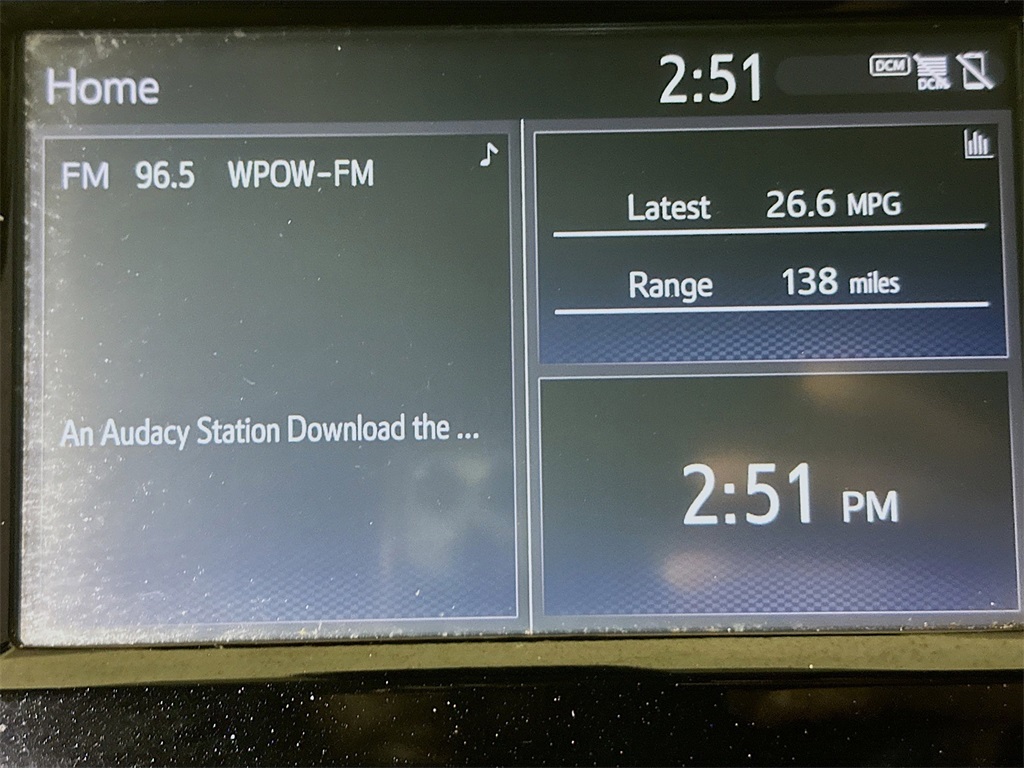 Home
2:51
DCM
DCM
FM 96.5 WPOW-FM
An Audacy Station Download the ...
Latest 26.6 MPG
Range 138 miles
2:51 PM